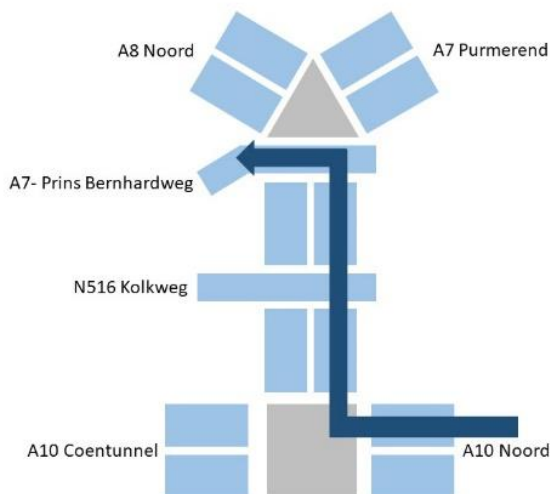 A8 Noord
A7 Purmerend
A7- Prins Bernhardweg
N516 Kolkweg
A10 Coentunnel
A10 Noord